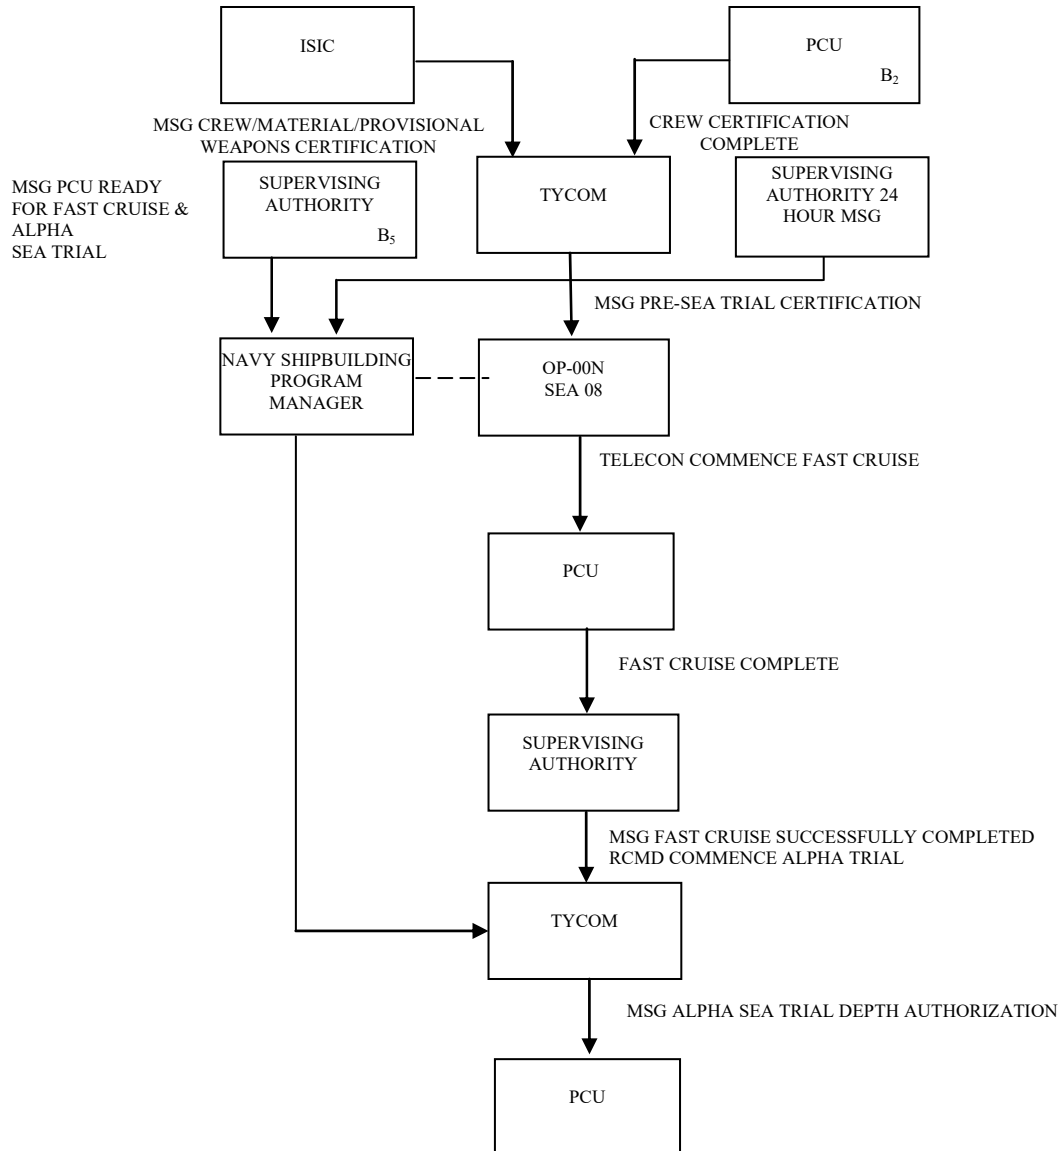 ISIC
PCU
B2
MSG CREW/MATERIAL/PROVISIONAL
WEAPONS CERTIFICATION
CREW CERTIFICATION
COMPLETE
MSG PCU READY
FOR FAST CRUISE &
ALPHA
SEA TRIAL
SUPERVISING
AUTHORITY
B5
TYCOM
SUPERVISING
AUTHORITY 24
HOUR MSG
MSG PRE-SEA TRIAL CERTIFICATION
NAVY SHIPBUILDING
PROGRAM
MANAGER
OP-00N
SEA 08
TELECON COMMENCE FAST CRUISE
PCU
FAST CRUISE COMPLETE
SUPERVISING
AUTHORITY
MSG FAST CRUISE SUCCESSFULLY COMPLETED
RCMD COMMENCE ALPHA TRIAL
TYCOM
MSG ALPHA SEA TRIAL DEPTH AUTHORIZATION
PCU